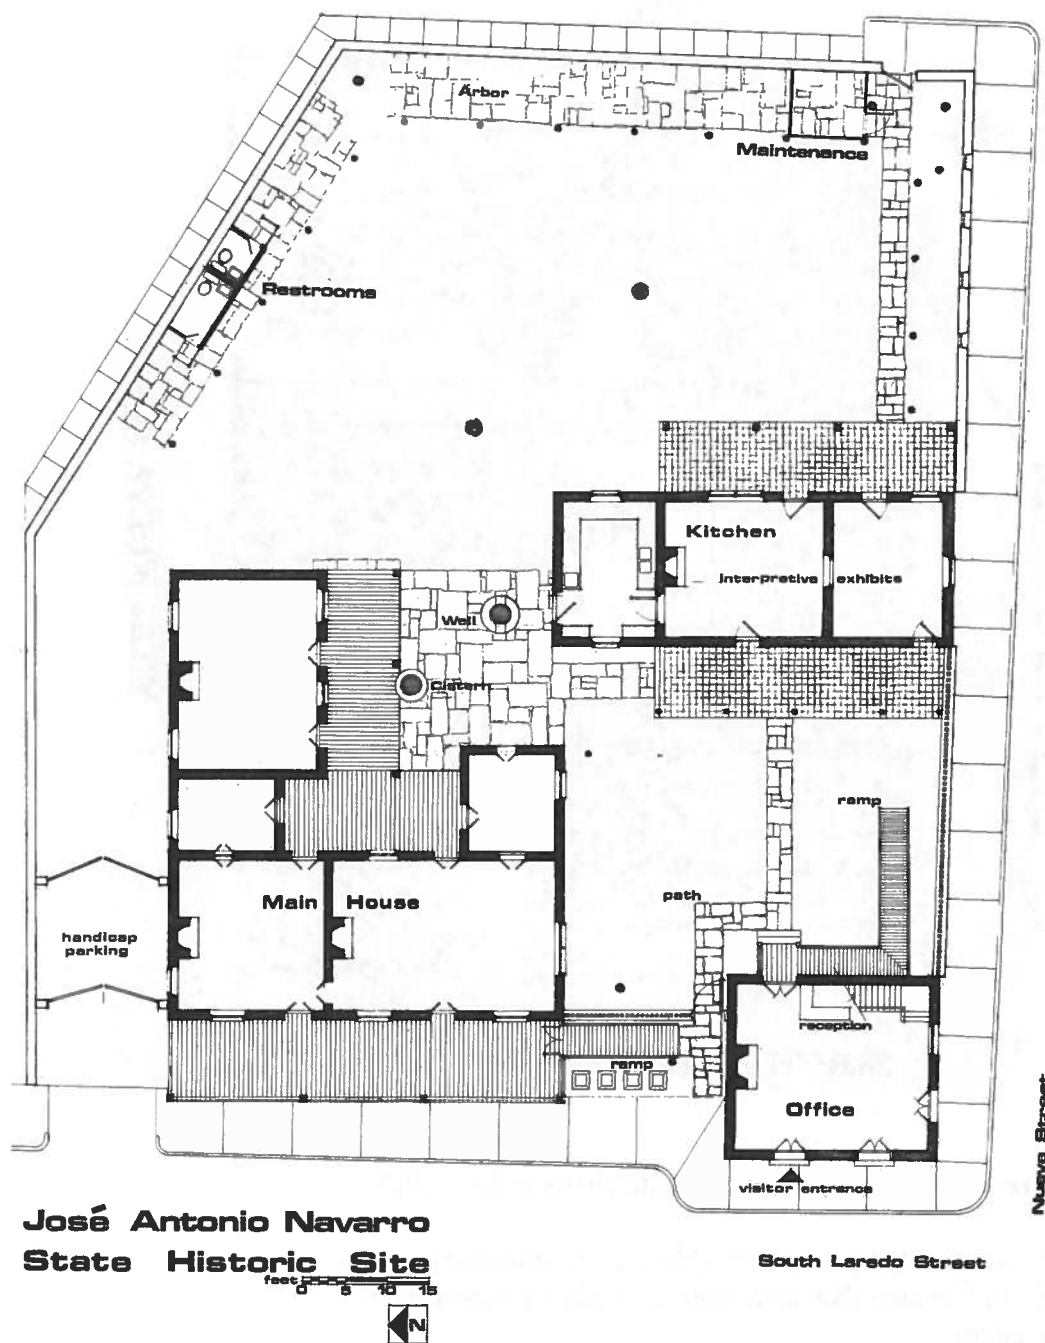 Arbor
Maintenance
Restrooms
Kitchen
interpretive exhibits
Well
Cistern
ramp
Main House
path
handicap
parking
reception
ramp
Office
visitor entrance
Nueva Street
José Antonio Navarro
State Historic Site
South Laredo Street
feet 0 5 10 15
N